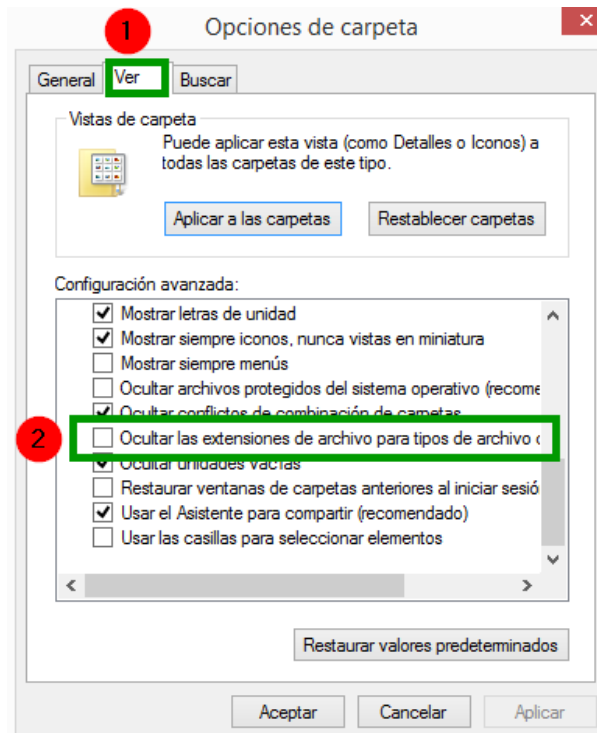 1
Opciones de carpeta
General
Ver
Buscar
Vistas de carpeta
Puede aplicar esta vista (como Detalles o Iconos) a
todas las carpetas de este tipo.
Aplicar a las carpetas
Restablecer carpetas
Configuración avanzada:
Mostrar letras de unidad
Mostrar siempre iconos, nunca vistas en miniatura
Mostrar siempre menús
Ocultar archivos protegidos del sistema operativo (recome
Ocultar conflictos de combinación de carpetas
2
Ocultar las extensiones de archivo para tipos de archivo c
Ocultar unidades vacías
Restaurar ventanas de carpetas anteriores al iniciar sesió
Usar el Asistente para compartir (recomendado)
Usar las casillas para seleccionar elementos
Restaurar valores predeterminados
Aceptar
Cancelar
Aplicar